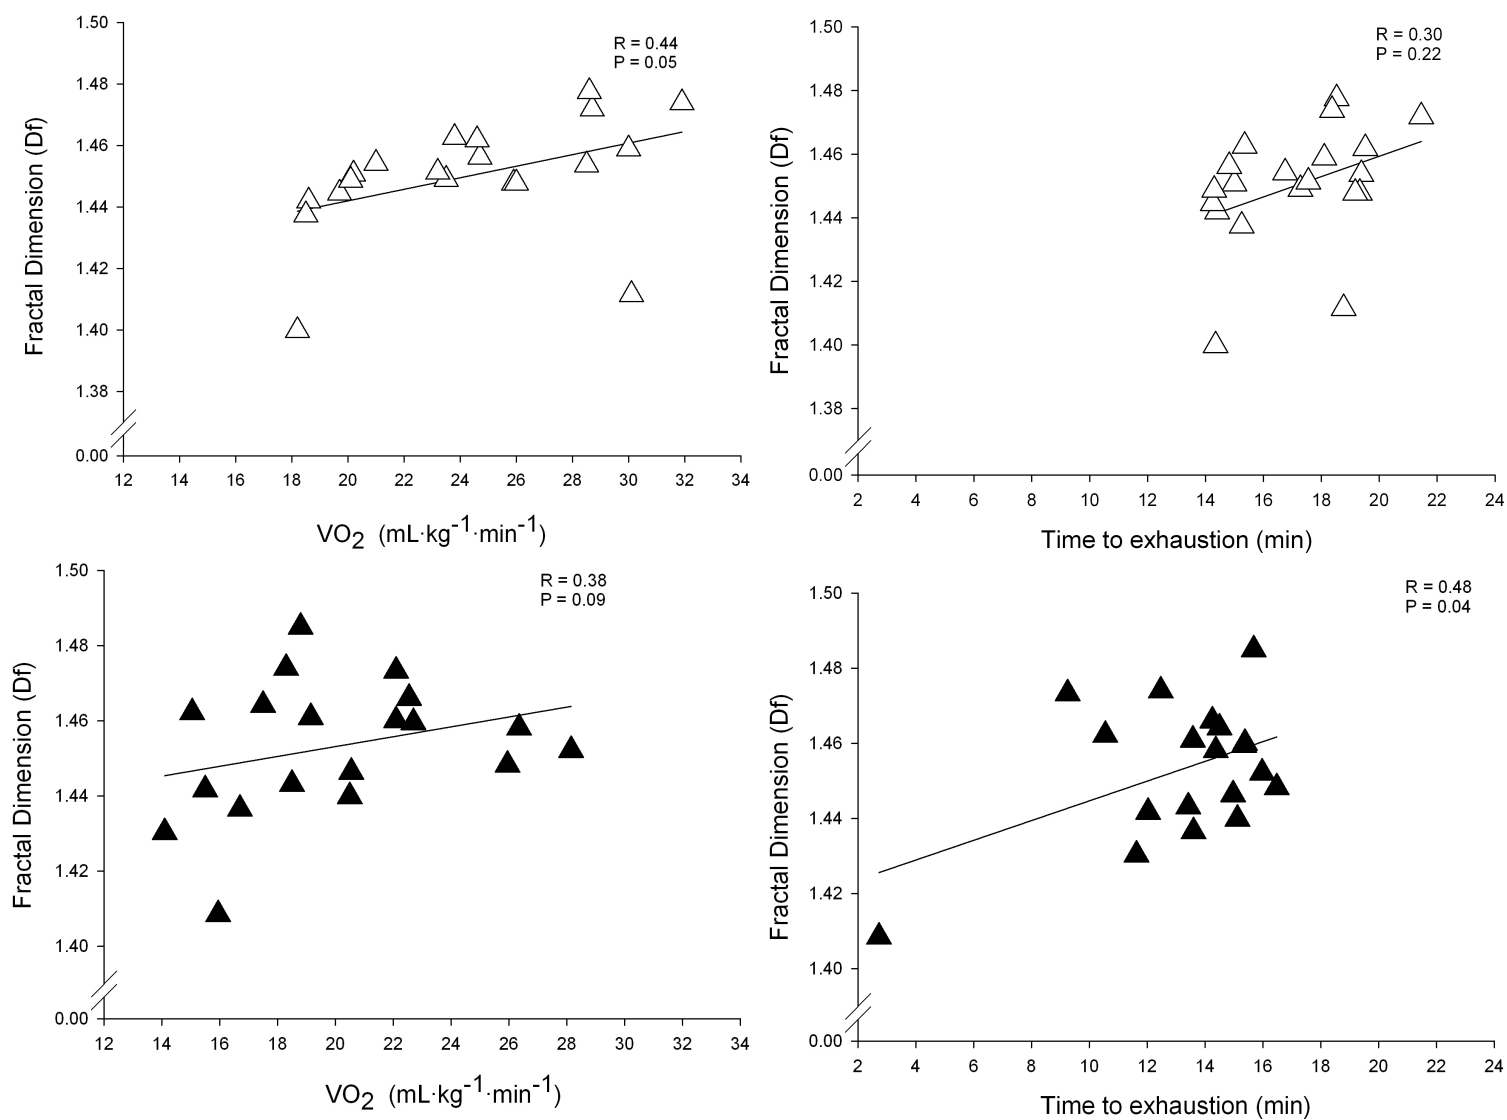 1.50
1.48
1.46
1.44
1.42
1.40
1.38
0.00
Fractal Dimension (Df)
R = 0.44
P = 0.05
12 14 16 18 20 22 24 26 28 30 32 34
VO2 (mL·kg-1·min-1)
1.50
1.48
1.46
1.44
1.42
1.40
1.38
0.00
Fractal Dimension (Df)
R = 0.30
P = 0.22
2 4 6 8 10 12 14 16 18 20 22 24
Time to exhaustion (min)
1.50
1.48
1.46
1.44
1.42
1.40
0.00
Fractal Dimension (Df)
R = 0.38
P = 0.09
12 14 16 18 20 22 24 26 28 30 32 34
VO2 (mL·kg-1·min-1)
1.50
1.48
1.46
1.44
1.42
1.40
0.00
Fractal Dimension (Df)
R = 0.48
P = 0.04
2 4 6 8 10 12 14 16 18 20 22 24
Time to exhaustion (min)